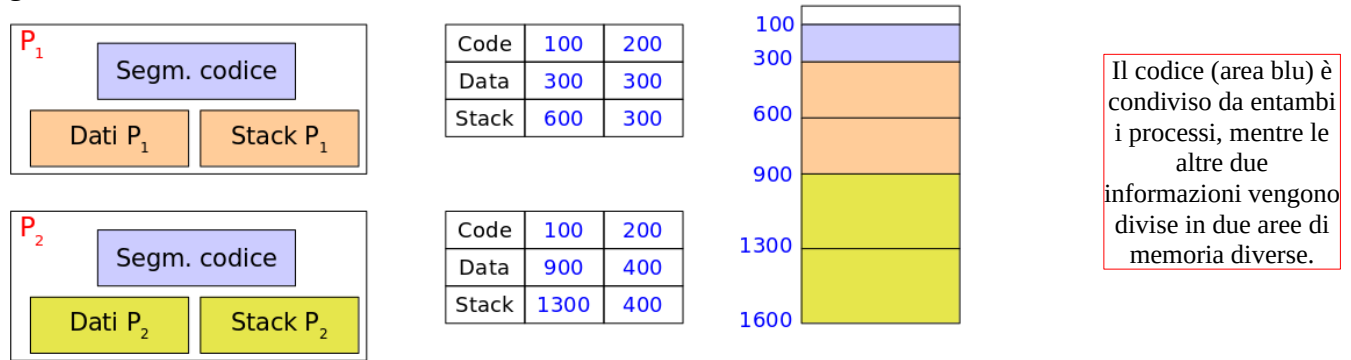 P1
Segm. codice
Dati P1
Stack P1
Code 100 200
Data 300 300
Stack 600 300
P2
Segm. codice
Dati P2
Stack P2
Code 100 200
Data 900 400
Stack 1300 400
100
300
600
900
1300
1600
Il codice (area blu) è
condiviso da entambi
i processi, mentre le
altre due
informazioni vengono
divise in due aree di
memoria diverse.